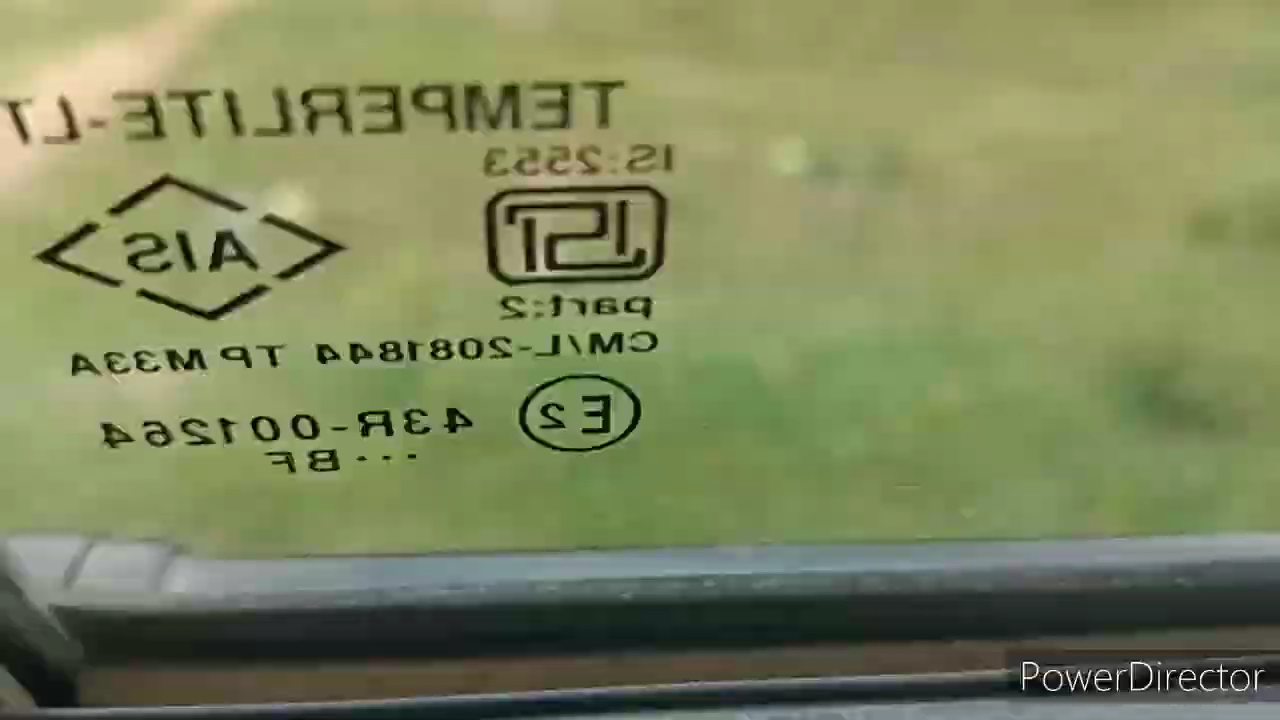 TEMPERLITE-LT
IS:2553
ISI
AIS
part:2
CM/L-2081844 TP M33A
E2 43R-001264
...BF
PowerDirector